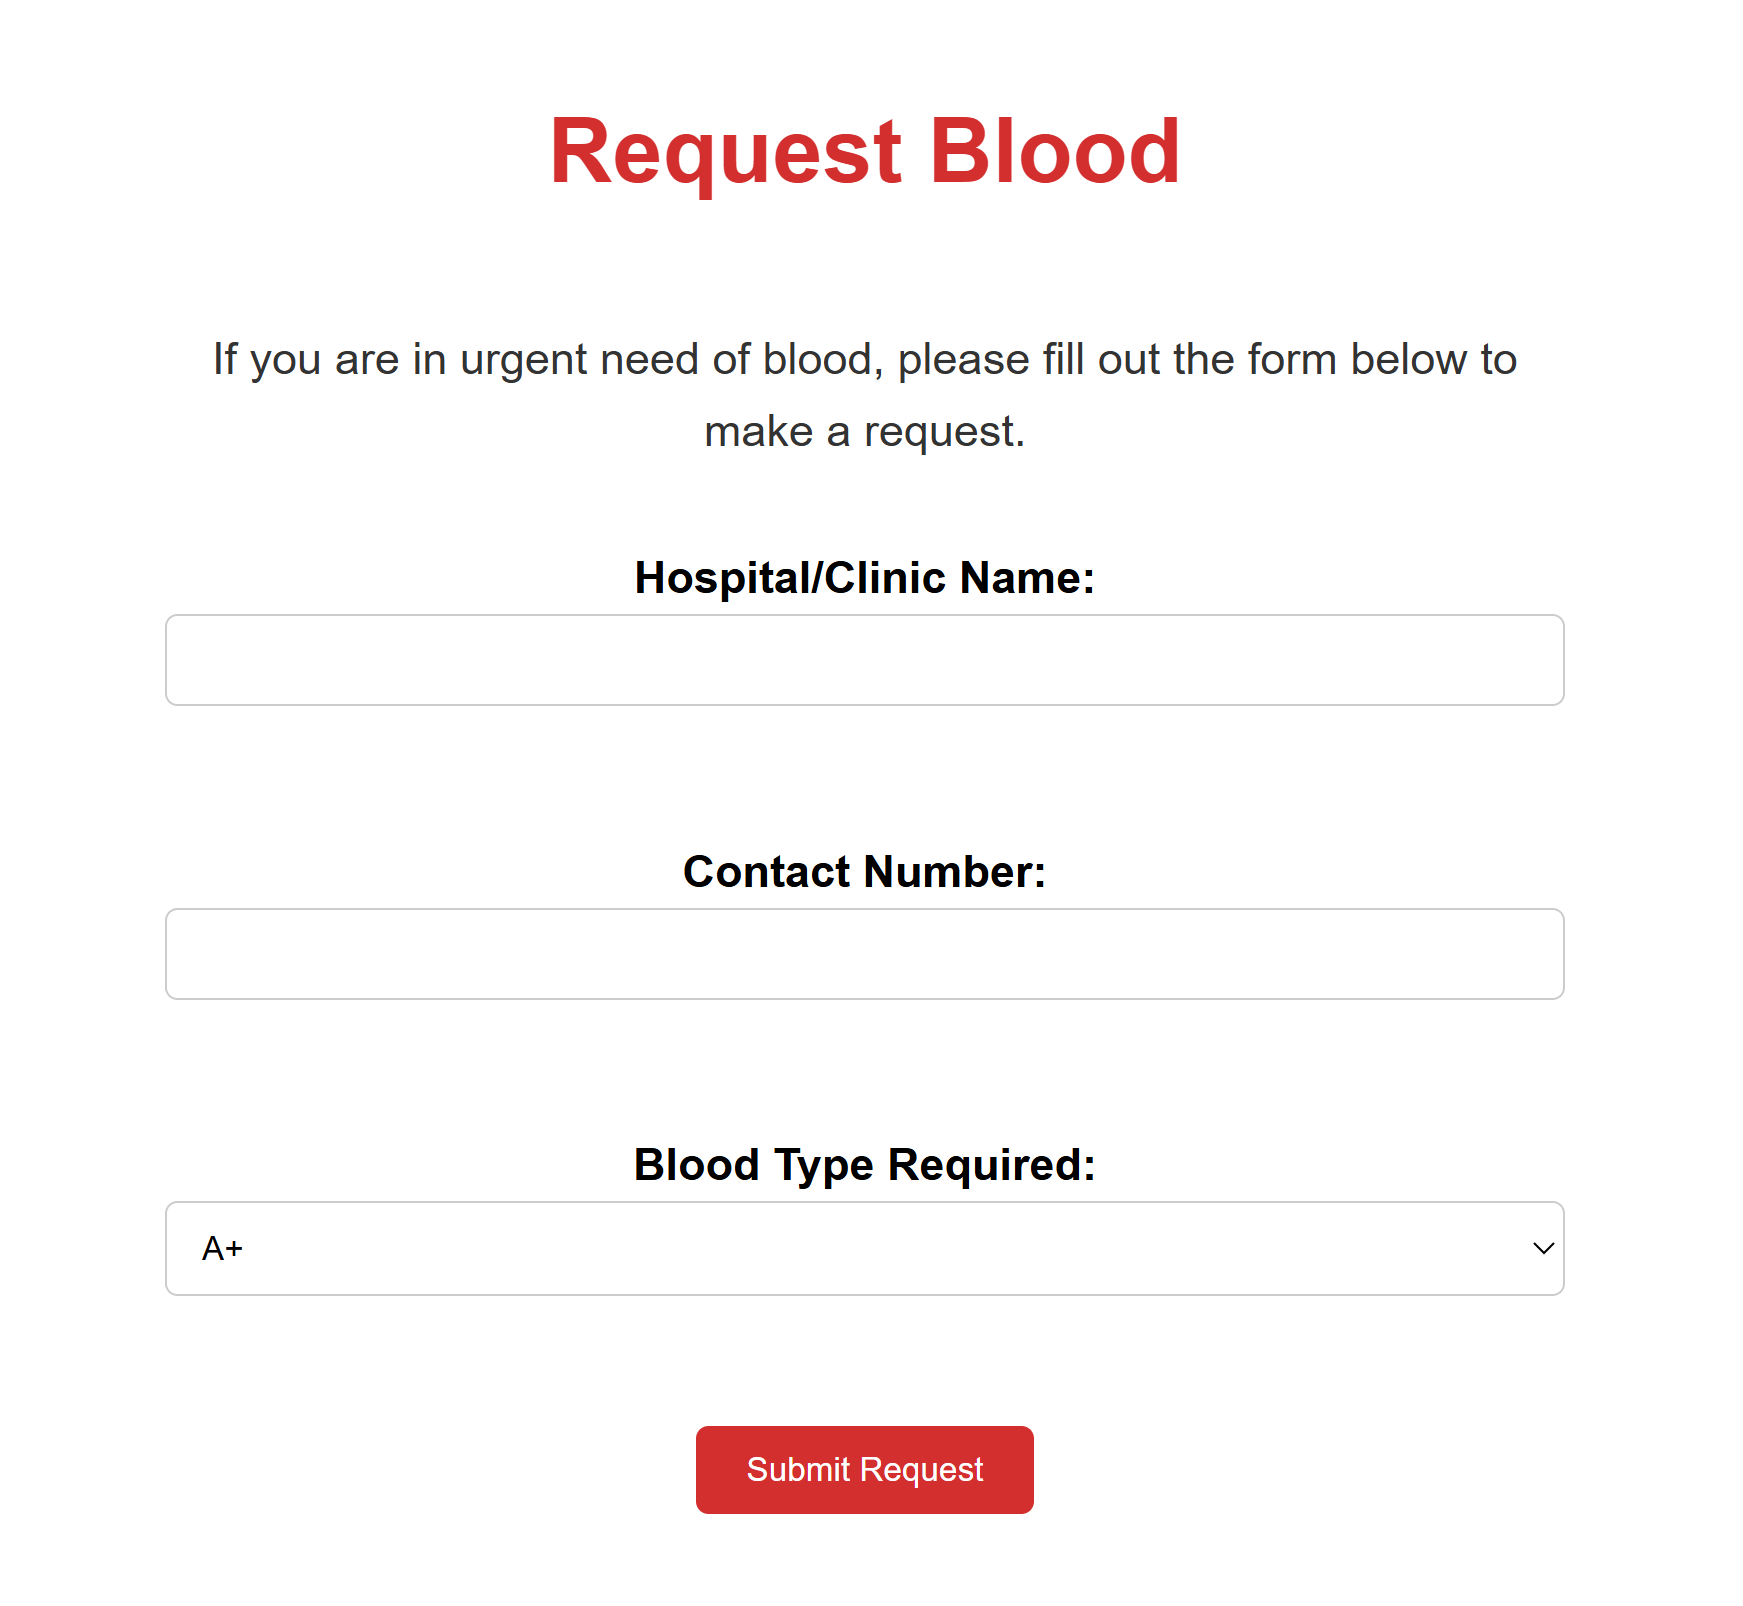 Request Blood
If you are in urgent need of blood, please fill out the form below to
make a request.
Hospital/Clinic Name:
Contact Number:
Blood Type Required:
A+
Submit Request